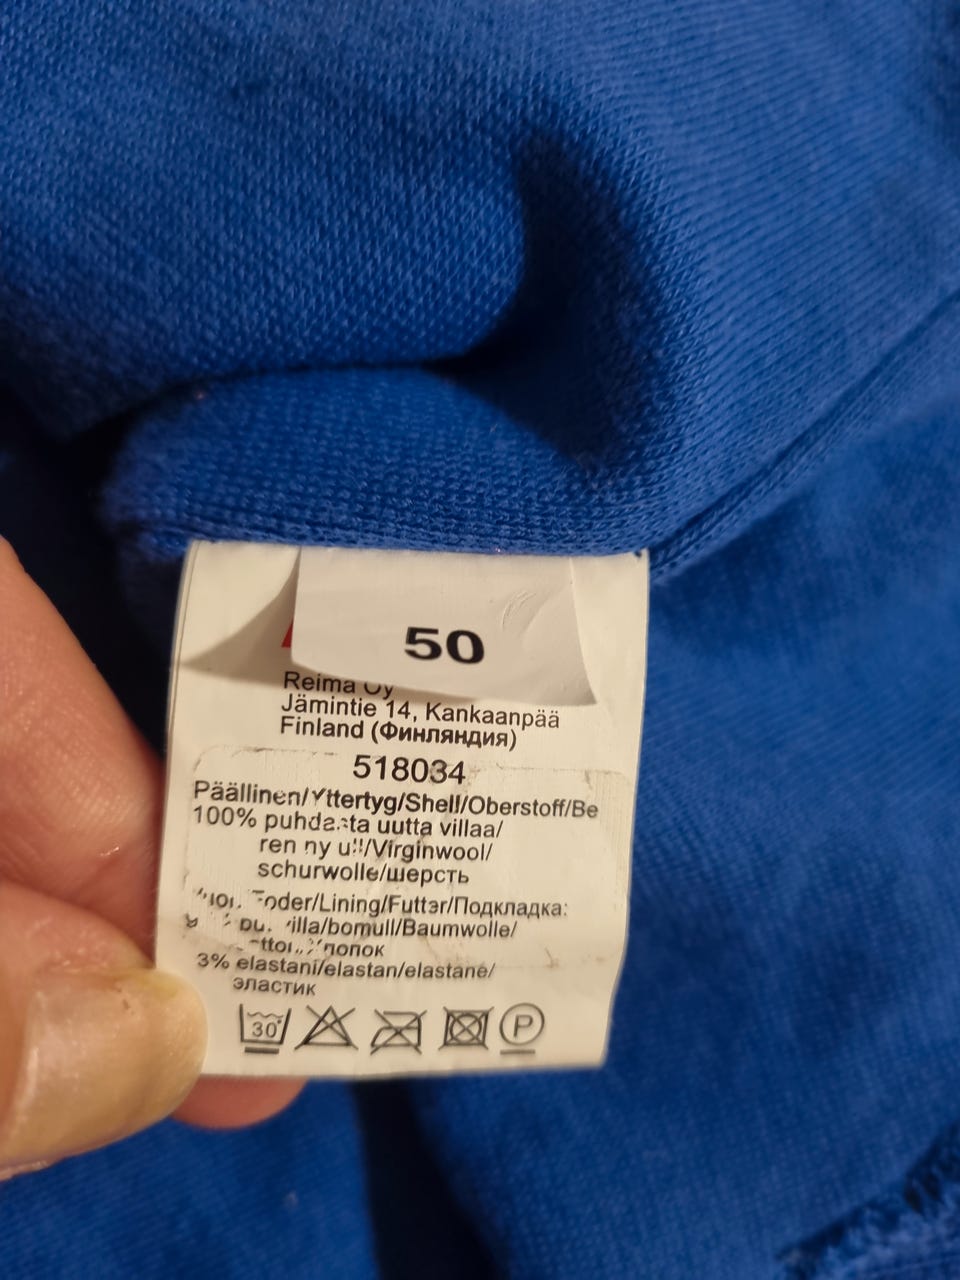 50
Reima Oy
Jämintie 14, Kankaanpää
Finland (Финляндия)
518034
Päällinen/Yttertyg/Shell/Oberstoff/Be
100% puhdasta uutta villaa/
ren ny ull/Virginwool/
schurwolle/шерсть
Foder/Lining/Futter/Подкладка:
/bomull/Baumwolle/
Хлопок
3% elastani/elastan/elastane/
эластик
30° P